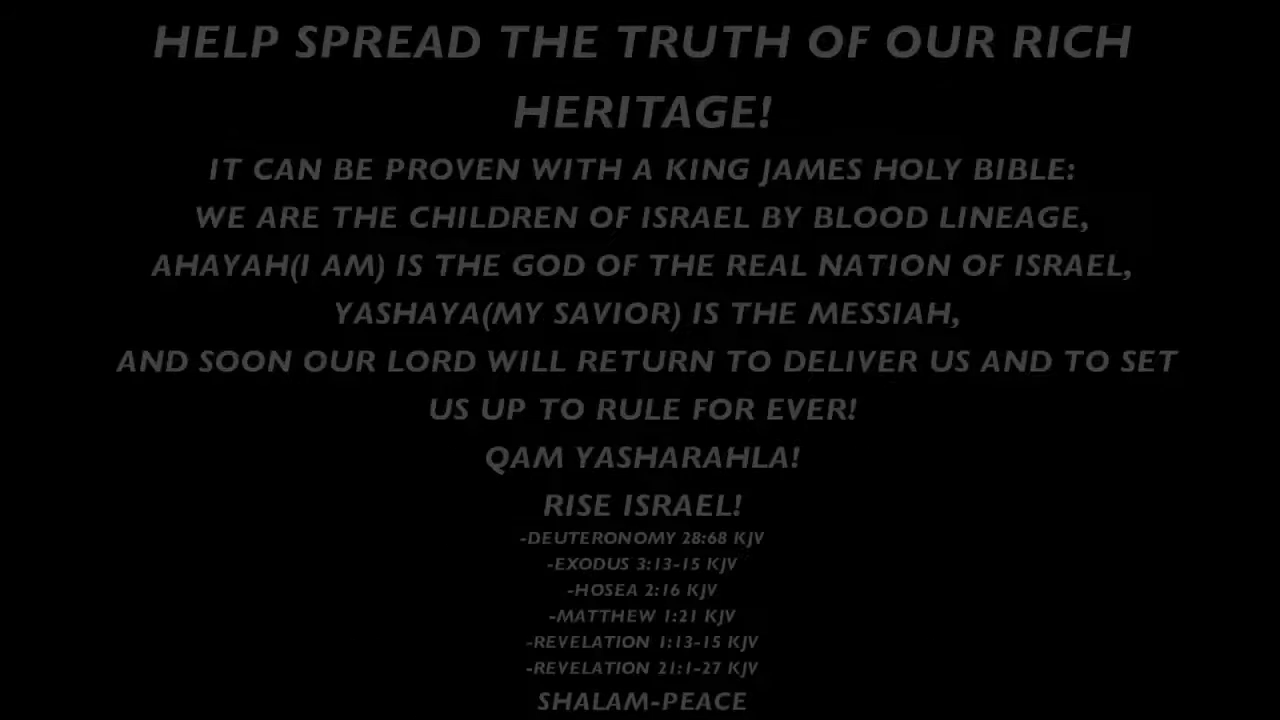 HELP SPREAD THE TRUTH OF OUR RICH
HERITAGE!
IT CAN BE PROVEN WITH A KING JAMES HOLY BIBLE:
WE ARE THE CHILDREN OF ISRAEL BY BLOOD LINEAGE,
AHAYAH(I AM) IS THE GOD OF THE REAL NATION OF ISRAEL,
YASHAYA(MY SAVIOR) IS THE MESSIAH,
AND SOON OUR LORD WILL RETURN TO DELIVER US AND TO SET
US UP TO RULE FOR EVER!
QAM YASHARAHLA!
RISE ISRAEL!
-DEUTERONOMY 28:68 KJV
-EXODUS 3:13-15 KJV
-HOSEA 2:16 KJV
-MATTHEW 1:21 KJV
-REVELATION 1:13-15 KJV
-REVELATION 21:1-27 KJV
SHALAM-PEACE